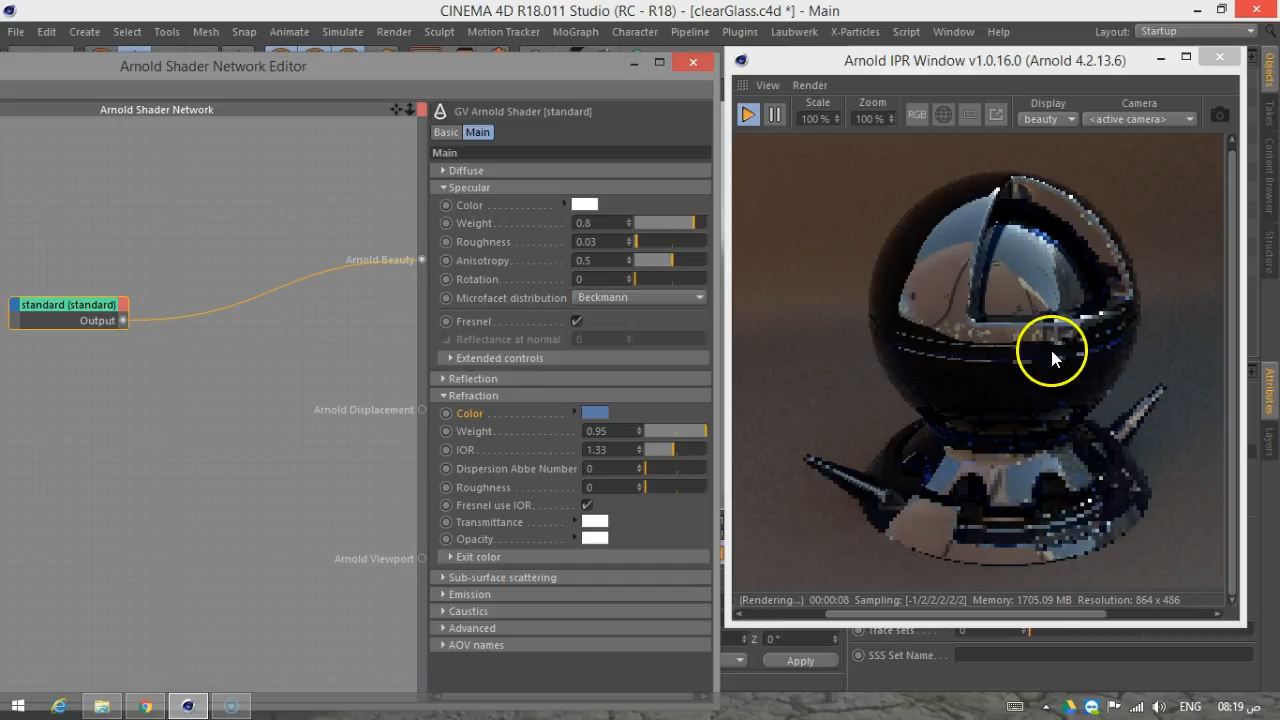 CINEMA 4D R18.011 Studio (RC - R18) - [clearGlass.c4d *] - Main
File Edit Create Select Tools Mesh Snap Animate Simulate Render Sculpt Motion Tracker MoGraph Character Pipeline Plugins Laubwerk X-Particles Script Window Help Layout: Startup
Arnold Shader Network Editor
Arnold IPR Window v1.0.16.0 (Arnold 4.2.13.6)
View Render
Arnold Shader Network
GV Arnold Shader [standard]
Scale Zoom Display Camera
100 % 100 % RGB beauty <active camera>
Basic Main
Main
Diffuse
Specular
Color
Weight 0.8
Roughness 0.03
Anisotropy 0.5
Rotation 0
Microfacet distribution Beckmann
Fresnel
Reflectance at normal 0
Extended controls
Reflection
Refraction
Color
Weight 0.95
IOR 1.33
Dispersion Abbe Number 0
Roughness 0
Fresnel use IOR
Transmittance
Opacity
Exit color
Sub-surface scattering
Emission
Caustics
Advanced
AOV names
Arnold Beauty
standard (standard)
Output
Arnold Displacement
Arnold Viewport
(Rendering...) 00:00:08 Sampling: [-1/2/2/2/2/2] Memory: 1705.09 MB Resolution: 864 x 486
Z 0 °
Apply
Trace sets 0
SSS Set Name
Objects
Takes
Content Browser
Structure
Attributes
Layers
ENG 08:19 ص